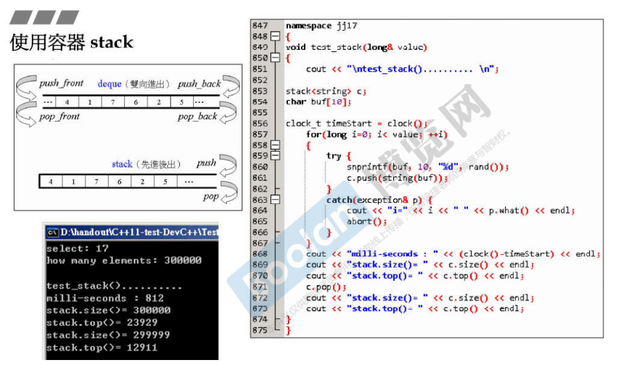 使用容器 stack
push_front deque (雙向進出) push_back
... 4 1 7 6 2 5 ...
pop_front pop_back
stack (先進後出) push
4 1 7 6 2 5
pop
D:\handout\C++11-test-DevC++\Test
select: 17
how many elements: 300000
test_stack()..........
milli-seconds : 812
stack.size()= 300000
stack.top()= 23929
stack.size()= 299999
stack.top()= 12911
847 namespace jj17
848 {
849 void test_stack(long& value)
850 {
851 cout << "\ntest_stack().......... \n";
852
853 stack<string> c;
854 char buf[10];
855
856 clock_t timeStart = clock();
857 for(long i=0; i< value; ++i)
858 {
859 try {
860 snprintf(buf, 10, "%d", rand());
861 c.push(string(buf));
862 }
863 catch(exception& p) {
864 cout << "i=" << i << " " << p.what() << endl;
865 abort();
866 }
867 }
868 cout << "milli-seconds : " << (clock()-timeStart) << endl;
869 cout << "stack.size()= " << c.size() << endl;
870 cout << "stack.top()= " << c.top() << endl;
871 c.pop();
872 cout << "stack.size()= " << c.size() << endl;
873 cout << "stack.top()= " << c.top() << endl;
874 }
875 }
Boolan
博览网